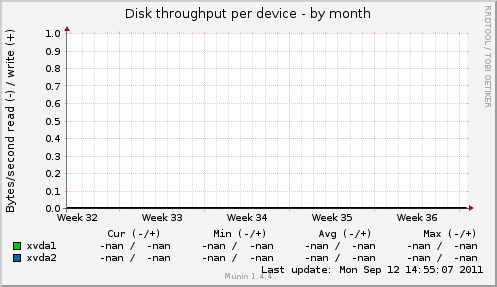 Disk throughput per device - by month
RRDTOOL / TOBI OETIKER
Bytes/second read (-) / write (+)
1.0
0.9
0.8
0.7
0.6
0.5
0.4
0.3
0.2
0.1
0.0
Week 32 Week 33 Week 34 Week 35 Week 36
Cur (-/+) Min (-/+) Avg (-/+) Max (-/+)
xvda1 -nan / -nan -nan / -nan -nan / -nan -nan / -nan
xvda2 -nan / -nan -nan / -nan -nan / -nan -nan / -nan
Last update: Mon Sep 12 14:55:07 2011
Munin 1.4.4